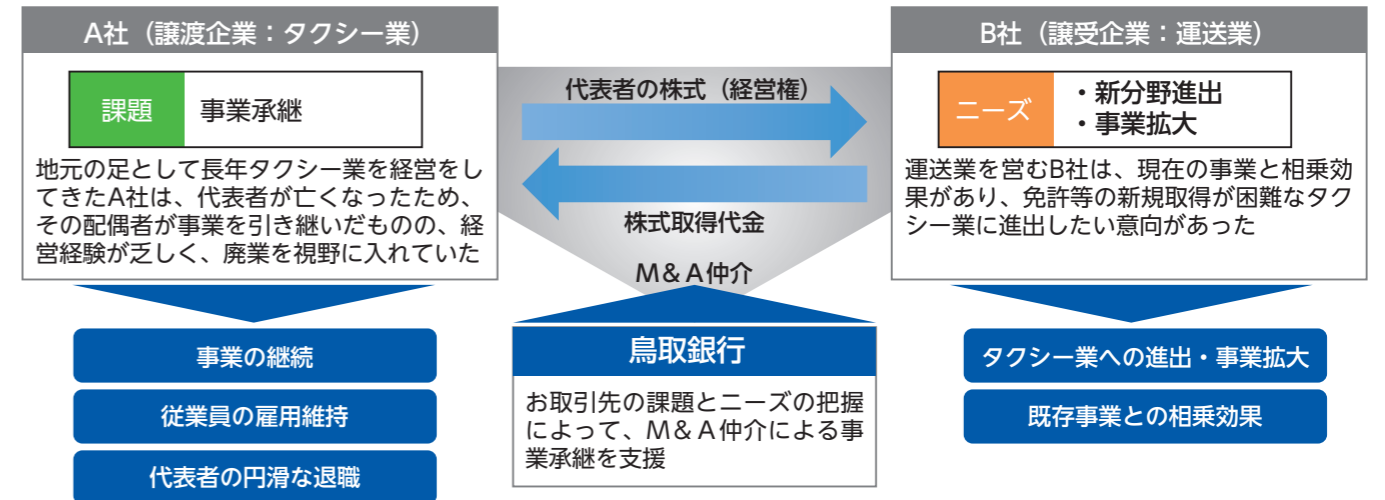 A社（譲渡企業：タクシー業）
課題
事業承継
地元の足として長年タクシー業を経営をし
てきたA社は、代表者が亡くなったため、
その配偶者が事業を引き継いだものの、経
営経験が乏しく、廃業を視野に入れていた
事業の継続
従業員の雇用維持
代表者の円滑な退職
代表者の株式（経営権）
株式取得代金
M＆A仲介
鳥取銀行
お取引先の課題とニーズの把握
によって、M＆A仲介による事
業承継を支援
B社（譲受企業：運送業）
ニーズ
・新分野進出
・事業拡大
運送業を営むB社は、現在の事業と相乗効
果があり、免許等の新規取得が困難なタク
シー業に進出したい意向があった
タクシー業への進出・事業拡大
既存事業との相乗効果